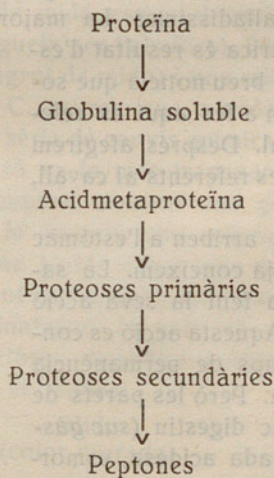 Proteïna
Globulina soluble
Acidmetaproteïna
Proteoses primàries
Proteoses secundàries
Peptones